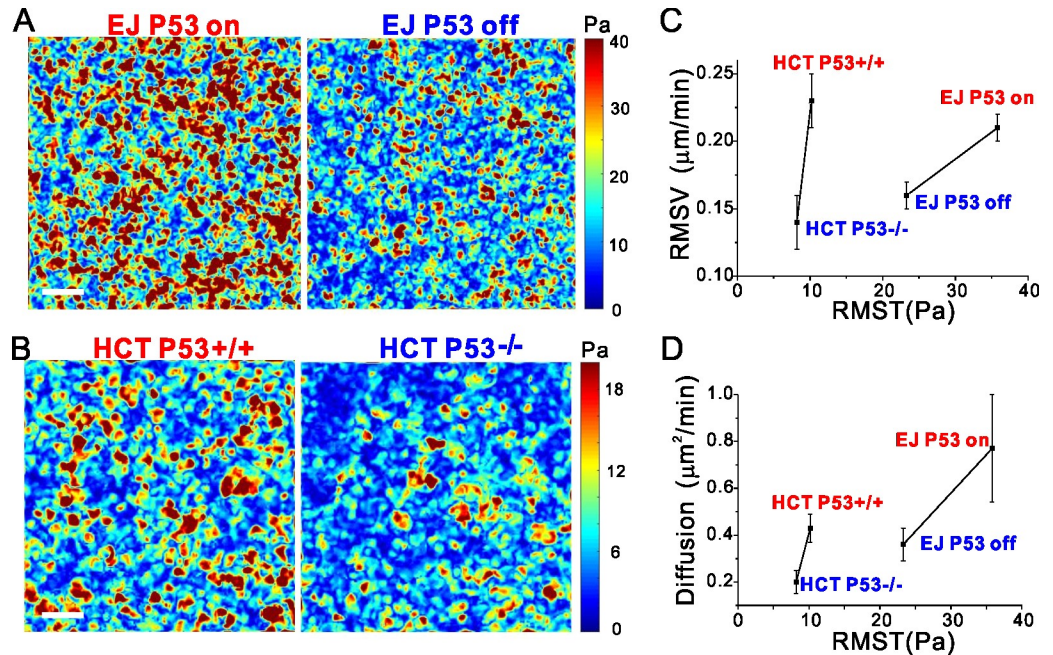 A
EJ P53 on
EJ P53 off
Pa
40
30
20
10
0
B
HCT P53+/+
HCT P53-/-
Pa
18
12
6
0
C
RMSV (μm/min)
0.25
0.20
0.15
0.10
HCT P53+/+
EJ P53 on
EJ P53 off
HCT P53-/-
0 10 20 30 40
RMST(Pa)
D
Diffusion (μm²/min)
1.0
0.8
0.6
0.4
0.2
EJ P53 on
HCT P53+/+
EJ P53 off
HCT P53-/-
0 10 20 30 40
RMST(Pa)